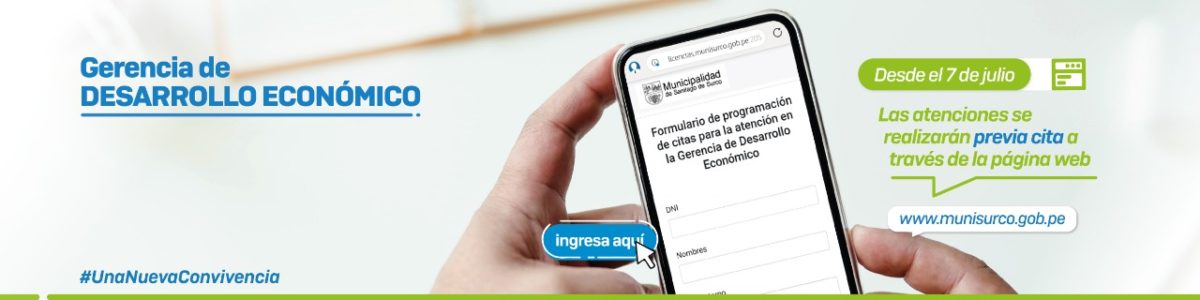 Gerencia de
DESARROLLO ECONÓMICO
#UnaNuevaConvivencia
licencias.munisurco.gob.pe:205
Municipalidad
de Santiago de Surco
Formulario de programación
de citas para la atención en
la Gerencia de Desarrollo
Económico
DNI
Nombres
ingresa aquí
Desde el 7 de julio
Las atenciones se
realizarán previa cita a
través de la página web
www.munisurco.gob.pe